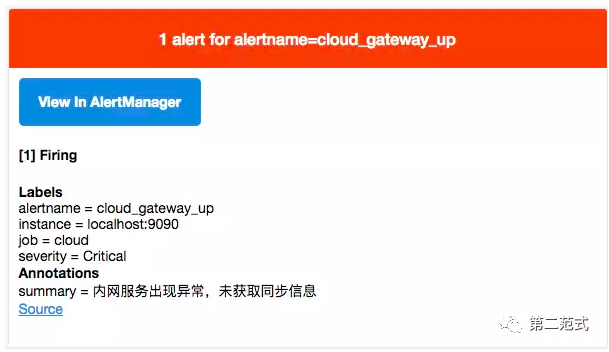 1 alert for alertname=cloud_gateway_up
View In AlertManager
[1] Firing
Labels
alertname = cloud_gateway_up
instance = localhost:9090
job = cloud
severity = Critical
Annotations
summary = 内网服务出现异常，未获取同步信息
Source
第二范式